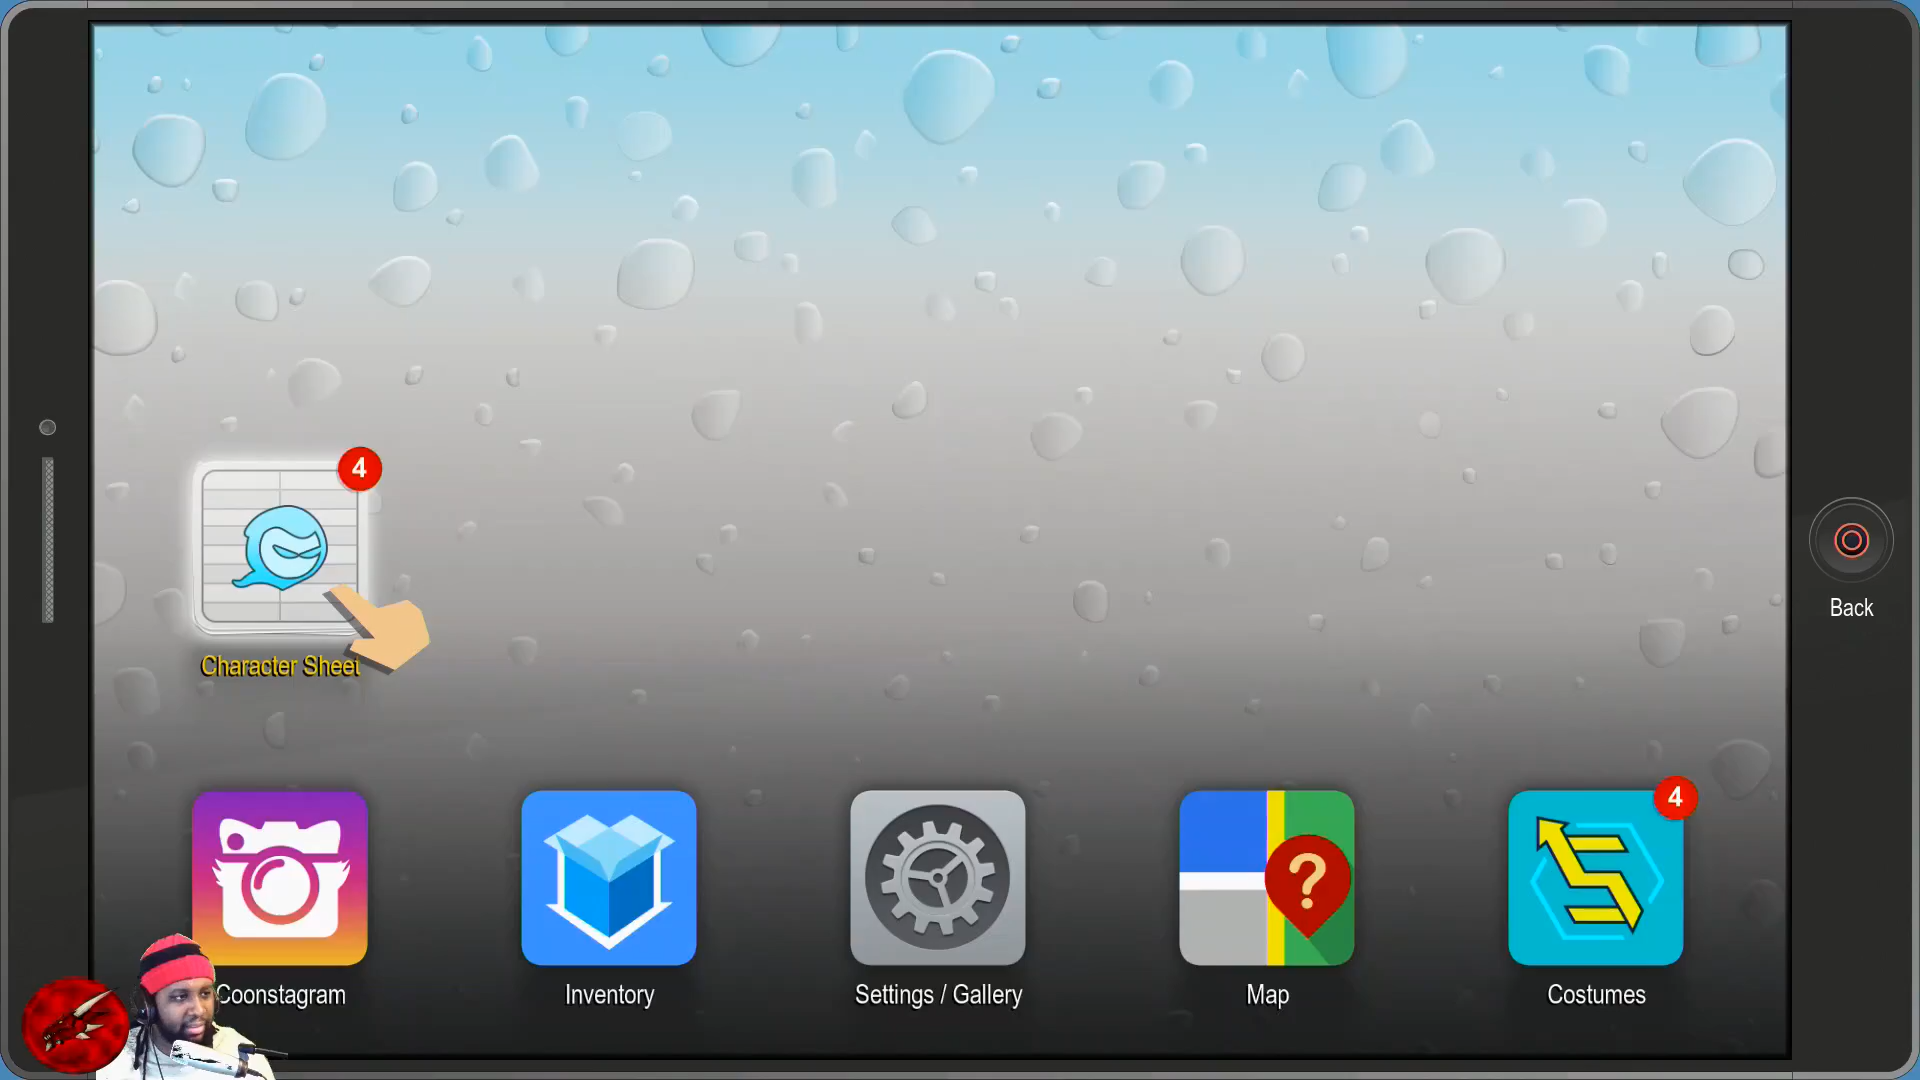 4
Character Sheet
Back
4
Coonstagram
Inventory
Settings / Gallery
?
Map
Costumes